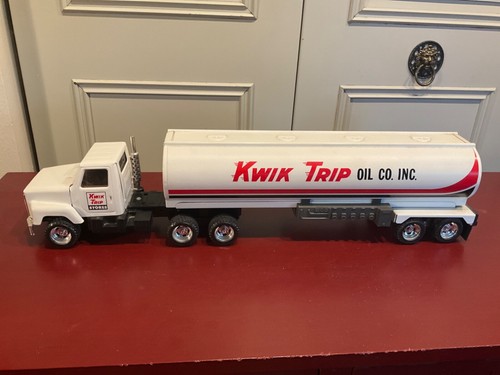 KWIK
TRIP
STORES
KWIK TRIP OIL CO. INC.